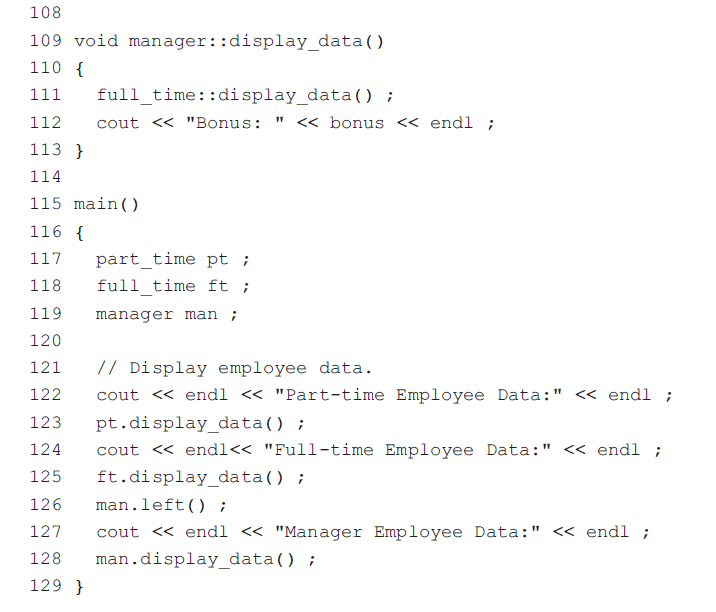 108
109 void manager::display_data()
110 {
111   full_time::display_data() ;
112   cout << "Bonus: " << bonus << endl ;
113 }
114
115 main()
116 {
117   part_time pt ;
118   full_time ft ;
119   manager man ;
120
121   // Display employee data.
122   cout << endl << "Part-time Employee Data:" << endl ;
123   pt.display_data() ;
124   cout << endl<< "Full-time Employee Data:" << endl ;
125   ft.display_data() ;
126   man.left() ;
127   cout << endl << "Manager Employee Data:" << endl ;
128   man.display_data() ;
129 }